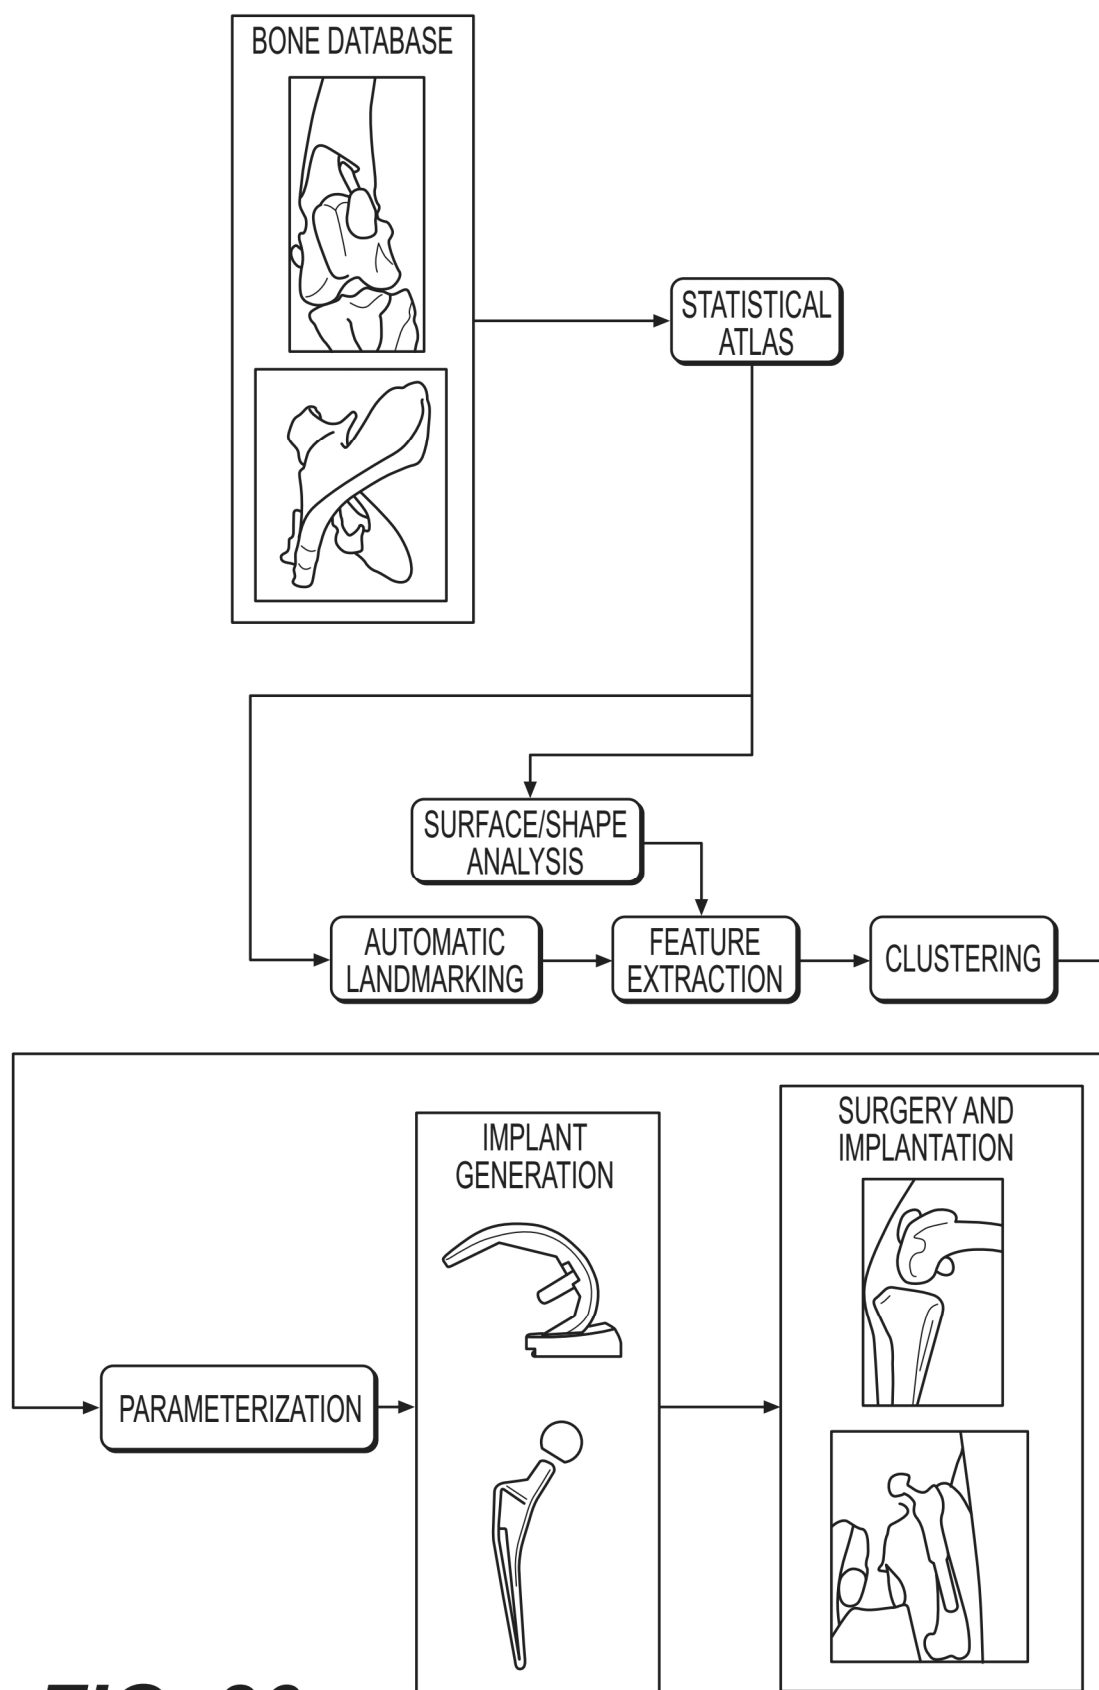 BONE DATABASE
STATISTICAL
ATLAS
SURFACE/SHAPE
ANALYSIS
AUTOMATIC
LANDMARKING
FEATURE
EXTRACTION
CLUSTERING
PARAMETERIZATION
IMPLANT
GENERATION
SURGERY AND
IMPLANTATION